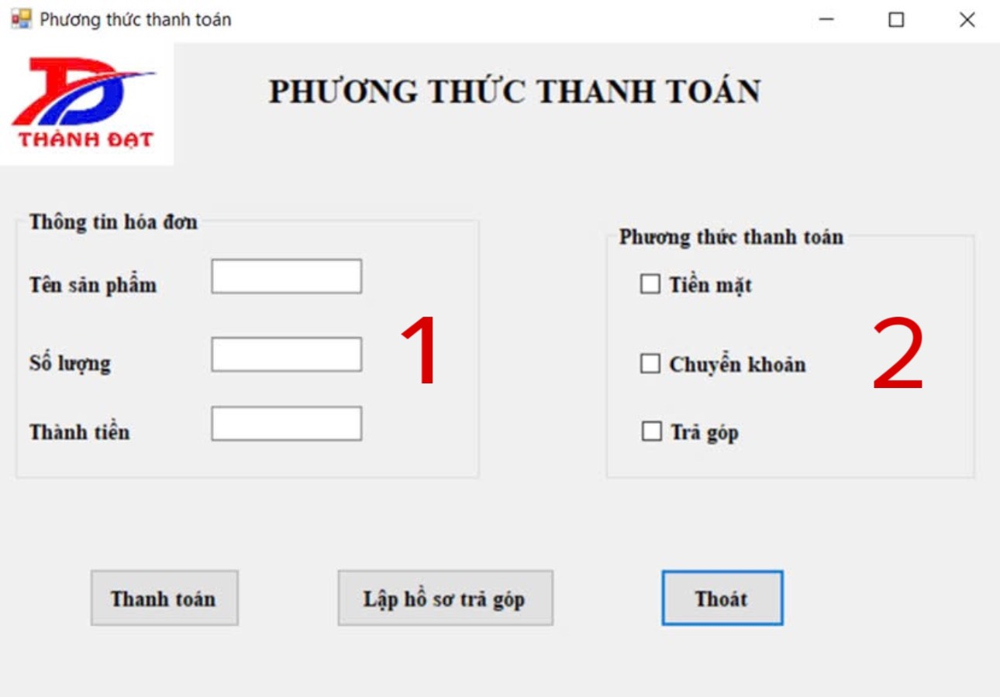 Phương thức thanh toán
THÀNH ĐẠT
PHƯƠNG THỨC THANH TOÁN
Thông tin hóa đơn
Tên sản phẩm
Số lượng
Thành tiền
1
Phương thức thanh toán
Tiền mặt
Chuyển khoản
Trả góp
2
Thanh toán
Lập hồ sơ trả góp
Thoát